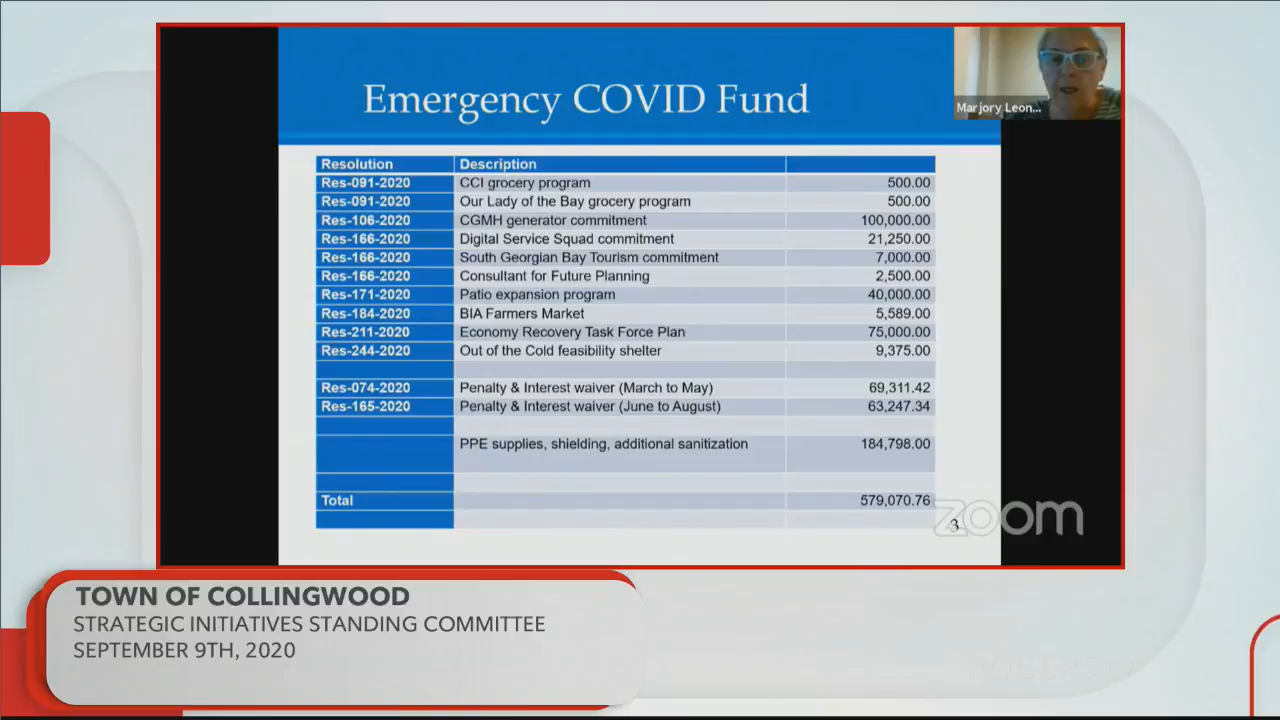 Emergency COVID Fund
Marjory Leon...
Resolution Description
Res-091-2020 CCI grocery program 500.00
Res-091-2020 Our Lady of the Bay grocery program 500.00
Res-106-2020 CGMH generator commitment 100,000.00
Res-166-2020 Digital Service Squad commitment 21,250.00
Res-166-2020 South Georgian Bay Tourism commitment 7,000.00
Res-166-2020 Consultant for Future Planning 2,500.00
Res-171-2020 Patio expansion program 40,000.00
Res-184-2020 BIA Farmers Market 5,589.00
Res-211-2020 Economy Recovery Task Force Plan 75,000.00
Res-244-2020 Out of the Cold feasibility shelter 9,375.00
Res-074-2020 Penalty & Interest waiver (March to May) 69,311.42
Res-165-2020 Penalty & Interest waiver (June to August) 63,247.34
PPE supplies, shielding, additional sanitization 184,798.00
Total 579,070.76
zoom
3
TOWN OF COLLINGWOOD
STRATEGIC INITIATIVES STANDING COMMITTEE
SEPTEMBER 9TH, 2020